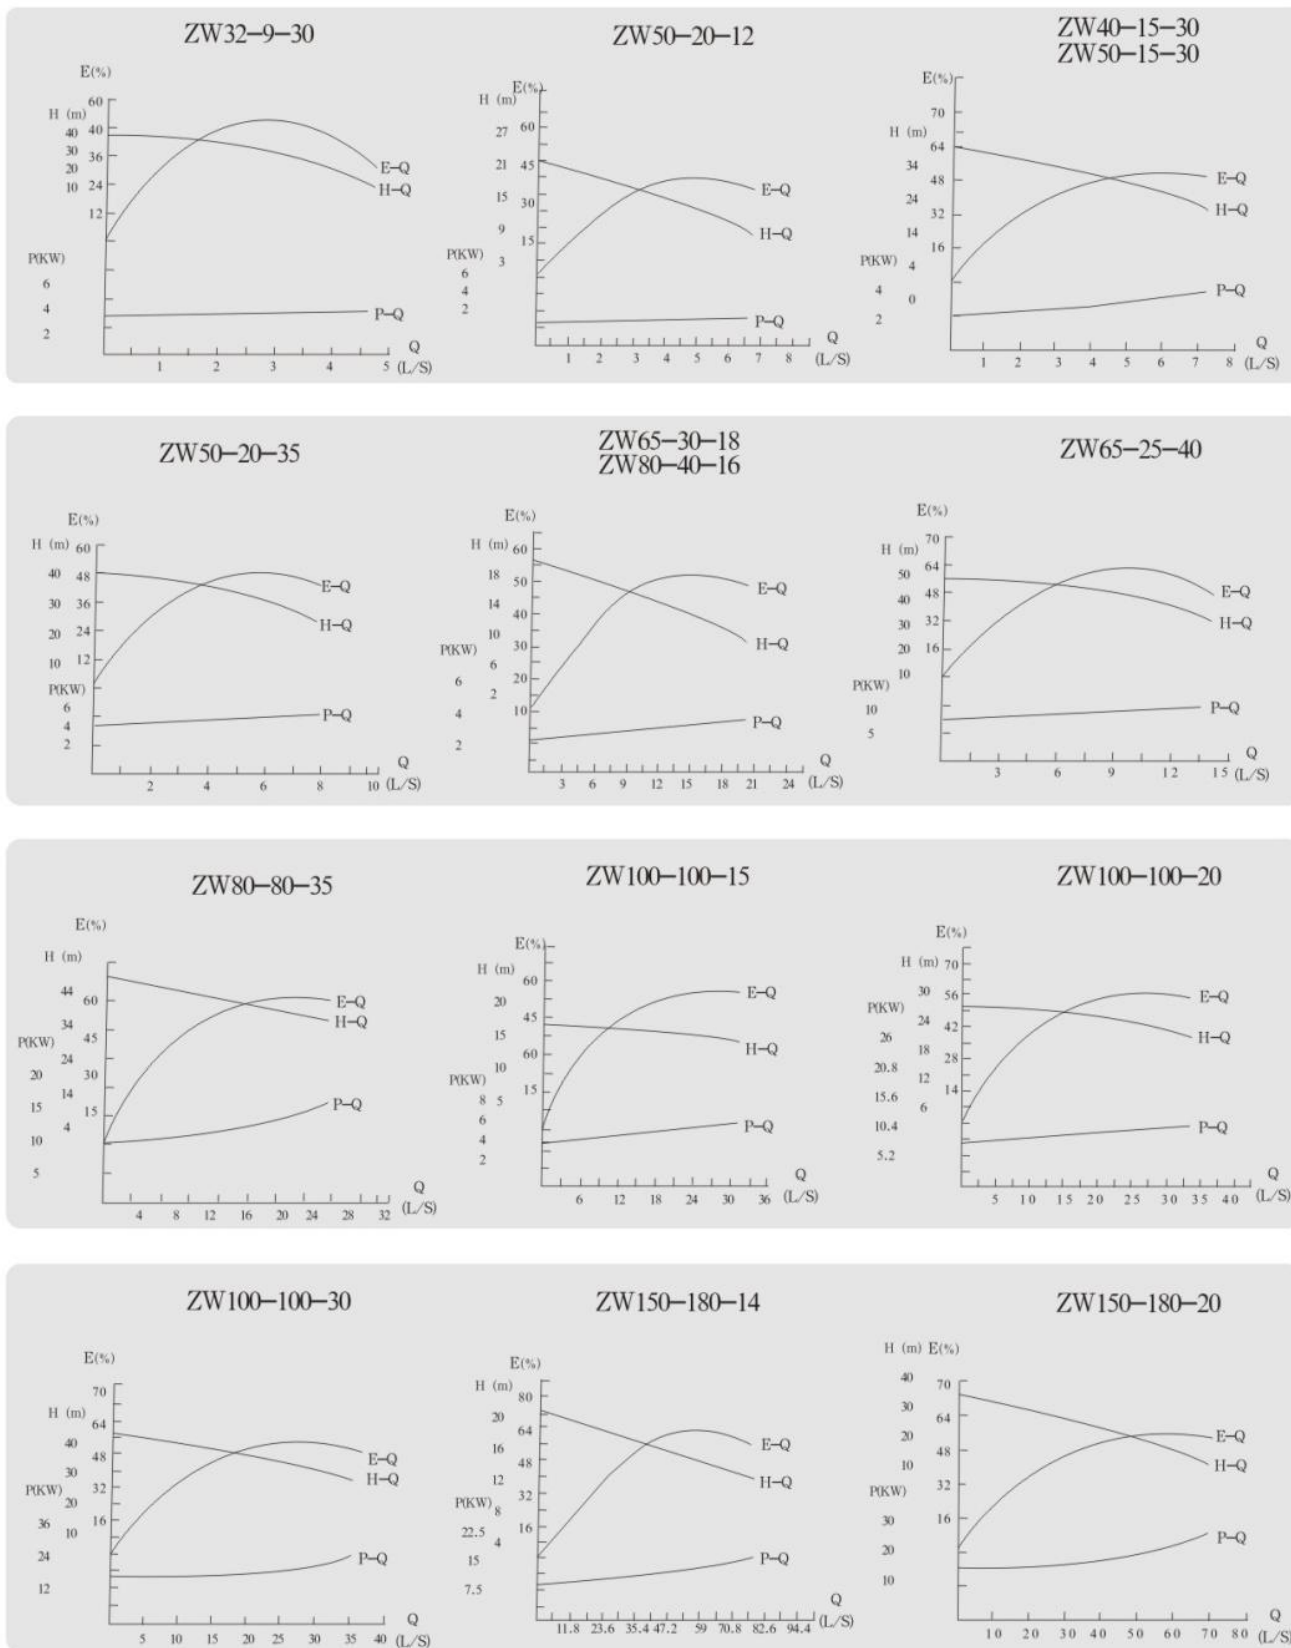 ZW32-9-30
E(%)
H (m)
60
40
36
24
12
40
30
20
10
P(KW)
6
4
2
E-Q
H-Q
P-Q
1 2 3 4 5
Q
(L/S)
ZW50-20-12
E(%)
H (m)
60
45
30
15
27
21
15
9
3
P(KW)
6
4
2
E-Q
H-Q
P-Q
1 2 3 4 5 6 7 8
Q
(L/S)
ZW40-15-30
ZW50-15-30
E(%)
70
64
48
32
16
H (m)
34
24
14
4
0
P(KW)
4
2
E-Q
H-Q
P-Q
1 2 3 4 5 6 7 8
Q
(L/S)
ZW50-20-35
E(%)
H (m)
60
48
36
24
12
40
30
20
10
P(KW)
6
4
2
E-Q
H-Q
P-Q
2 4 6 8 10
Q
(L/S)
ZW65-30-18
ZW80-40-16
E(%)
H (m)
60
50
40
30
20
10
18
14
10
6
2
P(KW)
6
4
2
E-Q
H-Q
P-Q
3 6 9 12 15 18 21 24
Q
(L/S)
ZW65-25-40
E(%)
70
64
48
32
16
H (m)
50
40
30
20
10
P(KW)
10
5
E-Q
H-Q
P-Q
3 6 9 12 15
Q
(L/S)
ZW80-80-35
E(%)
H (m)
60
45
30
15
44
34
24
14
4
P(KW)
20
15
10
5
E-Q
H-Q
P-Q
4 8 12 16 20 24 28 32
Q
(L/S)
ZW100-100-15
E(%)
60
45
60
15
H (m)
20
15
10
5
P(KW)
8
6
4
2
E-Q
H-Q
P-Q
6 12 18 24 30 36
Q
(L/S)
ZW100-100-20
E(%)
H (m)
70
56
42
28
14
30
24
18
12
6
P(KW)
26
20.8
15.6
10.4
5.2
E-Q
H-Q
P-Q
5 10 15 20 25 30 35 40
Q
(L/S)
ZW100-100-30
E(%)
70
64
48
32
16
H (m)
40
30
20
10
P(KW)
36
24
12
E-Q
H-Q
P-Q
5 10 15 20 25 30 35 40
Q
(L/S)
ZW150-180-14
E(%)
H (m)
80
64
48
32
16
20
16
12
8
4
P(KW)
22.5
15
7.5
E-Q
H-Q
P-Q
11.8 23.6 35.4 47.2 59 70.8 82.6 94.4
Q
(L/S)
ZW150-180-20
H (m) E(%)
70
64
48
32
16
40
30
20
10
P(KW)
30
20
10
E-Q
H-Q
P-Q
10 20 30 40 50 60 70 80
Q
(L/S)